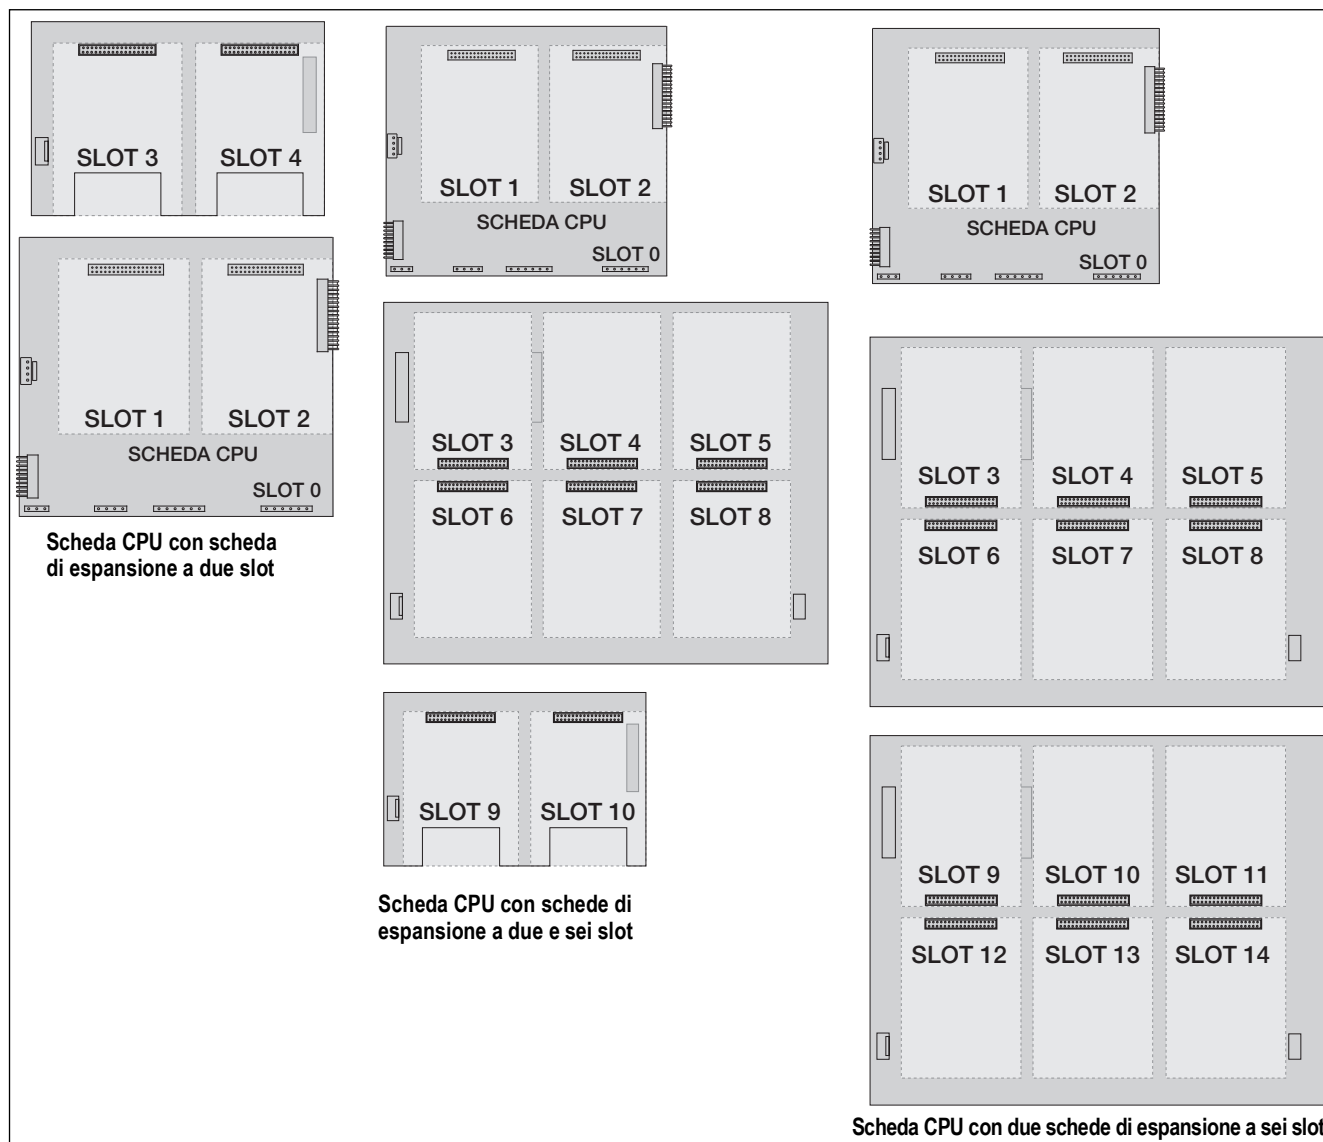 SLOT 3 SLOT 4
SLOT 1 SLOT 2
SCHEDA CPU
SLOT 0
Scheda CPU con scheda
di espansione a due slot
SLOT 1 SLOT 2
SCHEDA CPU
SLOT 0
SLOT 3 SLOT 4 SLOT 5
SLOT 6 SLOT 7 SLOT 8
SLOT 9 SLOT 10
Scheda CPU con schede di
espansione a due e sei slot
SLOT 1 SLOT 2
SCHEDA CPU
SLOT 0
SLOT 3 SLOT 4 SLOT 5
SLOT 6 SLOT 7 SLOT 8
SLOT 9 SLOT 10 SLOT 11
SLOT 12 SLOT 13 SLOT 14
Scheda CPU con due schede di espansione a sei slot